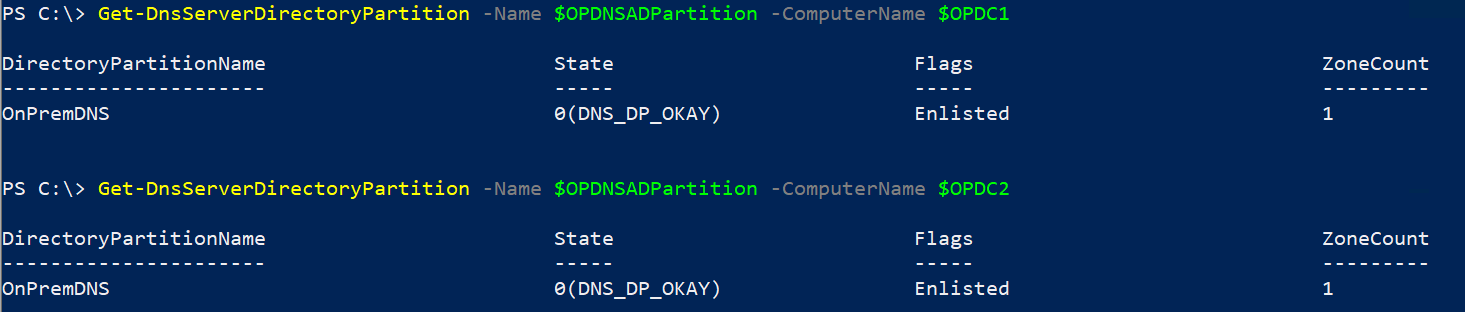 PS C:\> Get-DnsServerDirectoryPartition -Name $OPDNSADPartition -ComputerName $OPDC1
DirectoryPartitionName State Flags ZoneCount
---------------------- ----- ----- ---------
OnPremDNS 0(DNS_DP_OKAY) Enlisted 1
PS C:\> Get-DnsServerDirectoryPartition -Name $OPDNSADPartition -ComputerName $OPDC2
DirectoryPartitionName State Flags ZoneCount
---------------------- ----- ----- ---------
OnPremDNS 0(DNS_DP_OKAY) Enlisted 1